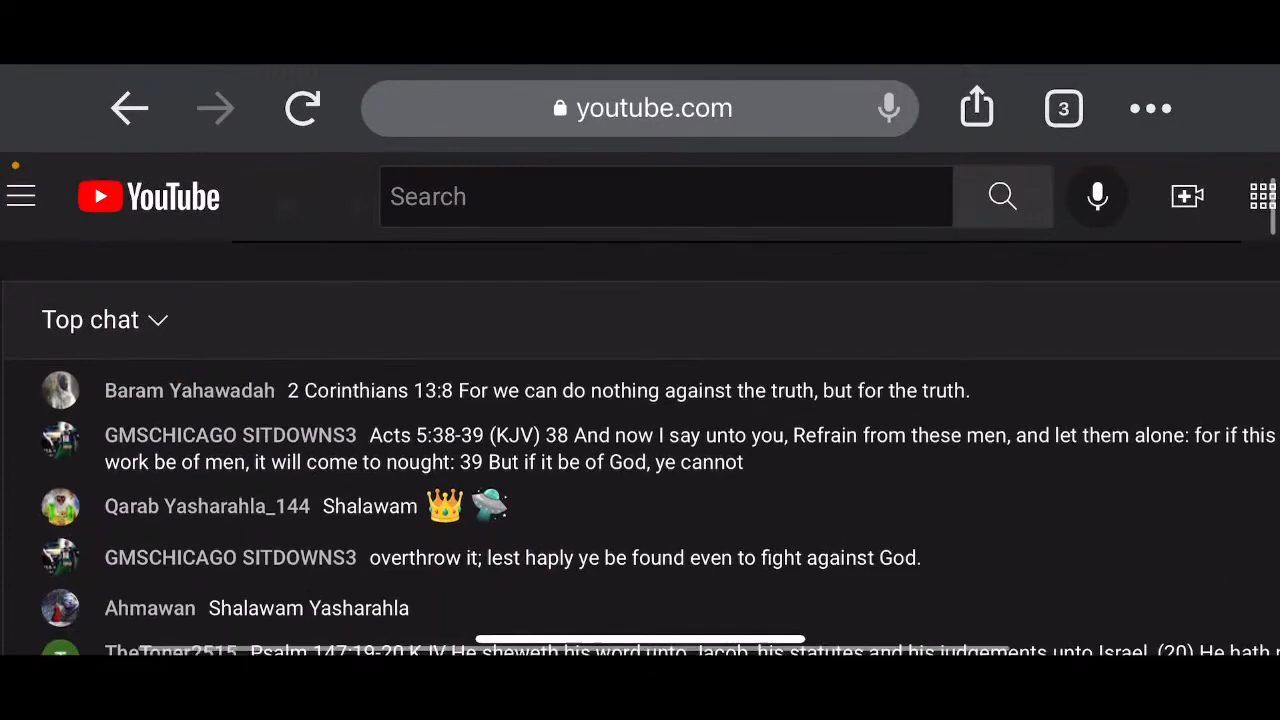 youtube.com
3
YouTube
Search
Top chat
Baram Yahawadah 2 Corinthians 13:8 For we can do nothing against the truth, but for the truth.
GMSCHICAGO SITDOWNS3 Acts 5:38-39 (KJV) 38 And now I say unto you, Refrain from these men, and let them alone: for if this
work be of men, it will come to nought: 39 But if it be of God, ye cannot
Qarab Yasharahla_144 Shalawam 👑 🛸
GMSCHICAGO SITDOWNS3 overthrow it; lest haply ye be found even to fight against God.
Ahmawan Shalawam Yasharahla
TheToner2515 Psalm 147:19-20 KJV He sheweth his word unto Jacob, his statutes and his judgements unto Israel. (20) He hath